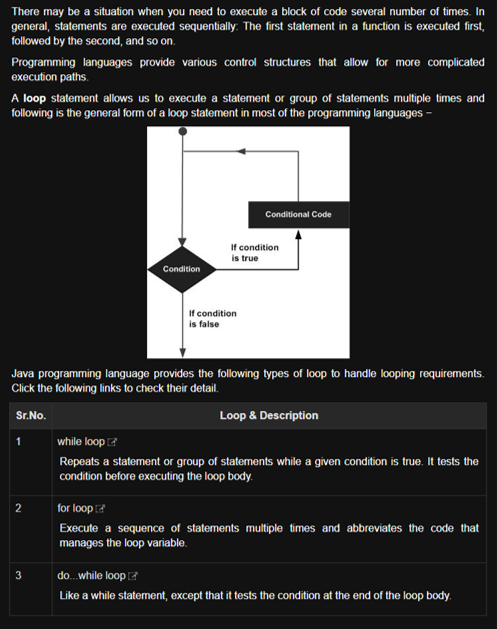 There may be a situation when you need to execute a block of code several number of times. In
general, statements are executed sequentially: The first statement in a function is executed first,
followed by the second, and so on.
Programming languages provide various control structures that allow for more complicated
execution paths.
A loop statement allows us to execute a statement or group of statements multiple times and
following is the general form of a loop statement in most of the programming languages −
Conditional Code
If condition
is true
Condition
If condition
is false
Java programming language provides the following types of loop to handle looping requirements.
Click the following links to check their detail.
Sr.No. Loop & Description
1 while loop
Repeats a statement or group of statements while a given condition is true. It tests the
condition before executing the loop body.
2 for loop
Execute a sequence of statements multiple times and abbreviates the code that
manages the loop variable.
3 do...while loop
Like a while statement, except that it tests the condition at the end of the loop body.